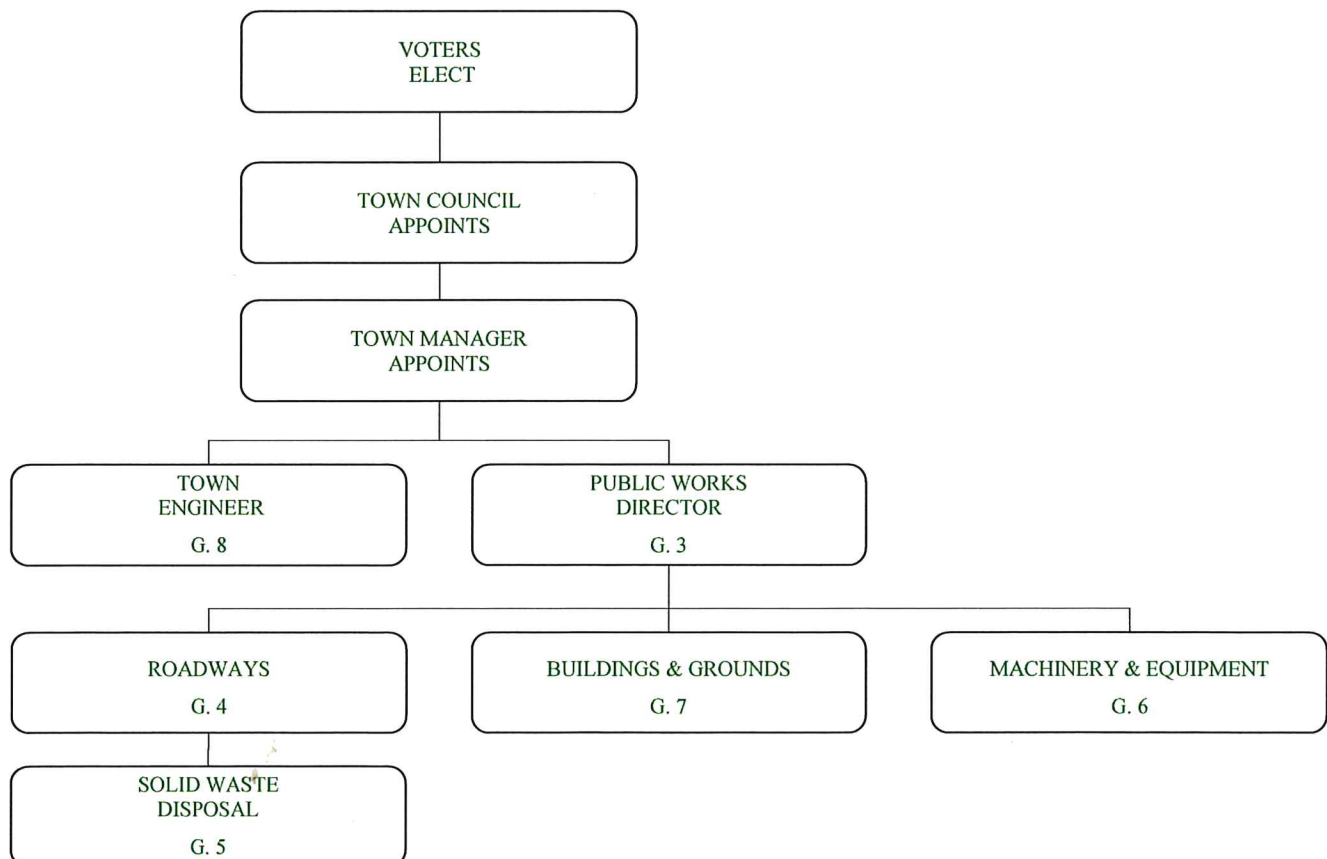 VOTERS
ELECT
TOWN COUNCIL
APPOINTS
TOWN MANAGER
APPOINTS
TOWN
ENGINEER
G. 8
PUBLIC WORKS
DIRECTOR
G. 3
ROADWAYS
G. 4
BUILDINGS & GROUNDS
G. 7
MACHINERY & EQUIPMENT
G. 6
SOLID WASTE
DISPOSAL
G. 5